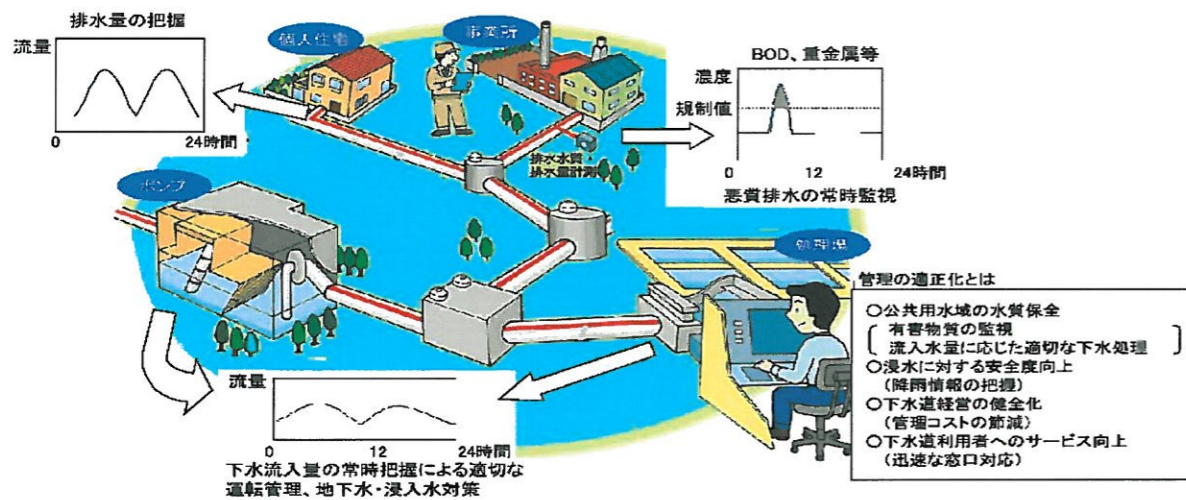 排水量の把握
流量
0
24時間
個人住宅
事業所
BOD、重金属等
濃度
規制値
0
12
24時間
悪質排水の常時監視
排水水質・
排水量計測
ポンプ
処理場
管理の適正化とは
〇公共用水域の水質保全
有害物質の監視
流入水量に応じた適切な下水処理
〇浸水に対する安全度向上
(降雨情報の把握)
〇下水道経営の健全化
(管理コストの節減)
〇下水道利用者へのサービス向上
(迅速な窓口対応)
流量
0
12
24時間
下水流入量の常時把握による適切な
運転管理、地下水・浸入水対策